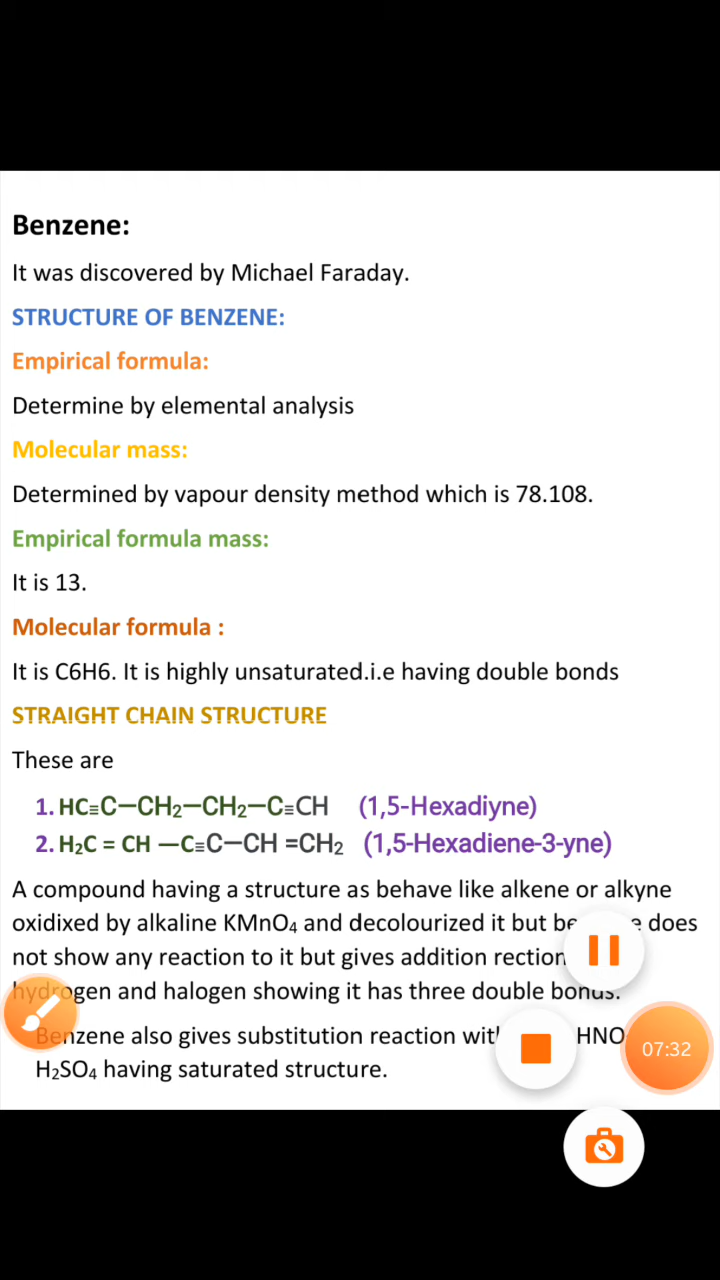 Benzene:
It was discovered by Michael Faraday.
STRUCTURE OF BENZENE:
Empirical formula:
Determine by elemental analysis
Molecular mass:
Determined by vapour density method which is 78.108.
Empirical formula mass:
It is 13.
Molecular formula :
It is C6H6. It is highly unsaturated.i.e having double bonds
STRAIGHT CHAIN STRUCTURE
These are
1. HC≡C−CH₂−CH₂−C≡CH (1,5-Hexadiyne)
2. H₂C = CH −C≡C−CH =CH₂ (1,5-Hexadiene-3-yne)
A compound having a structure as behave like alkene or alkyne
oxidixed by alkaline KMnO₄ and decolourized it but does
not show any reaction to it but gives addition rection
hydrogen and halogen showing it has three double bonds.
Benzene also gives substitution reaction HNO
H₂SO₄ having saturated structure.
07:32